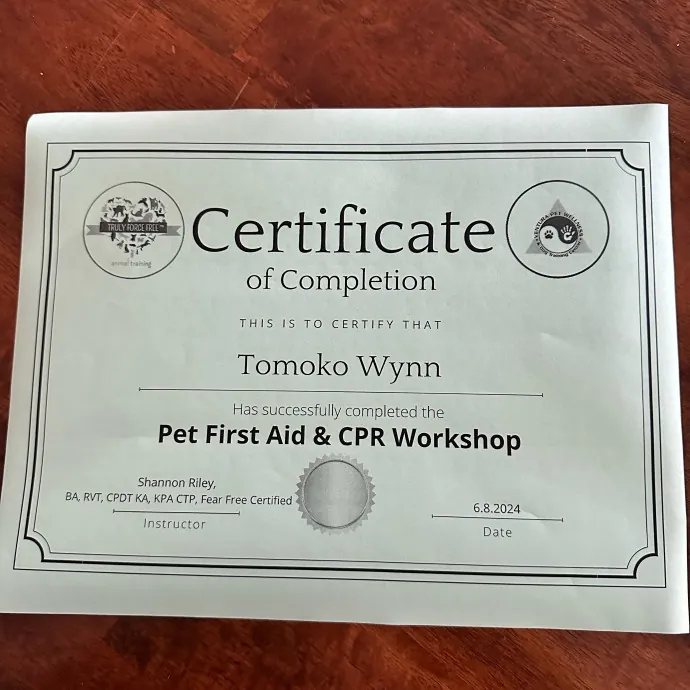 TRULY FORCE FREE™
animal training
Certificate
of Completion
THIS IS TO CERTIFY THAT
Tomoko Wynn
Has successfully completed the
Pet First Aid & CPR Workshop
Shannon Riley,
BA, RVT, CPDT KA, KPA CTP, Fear Free Certified
Instructor
6.8.2024
Date